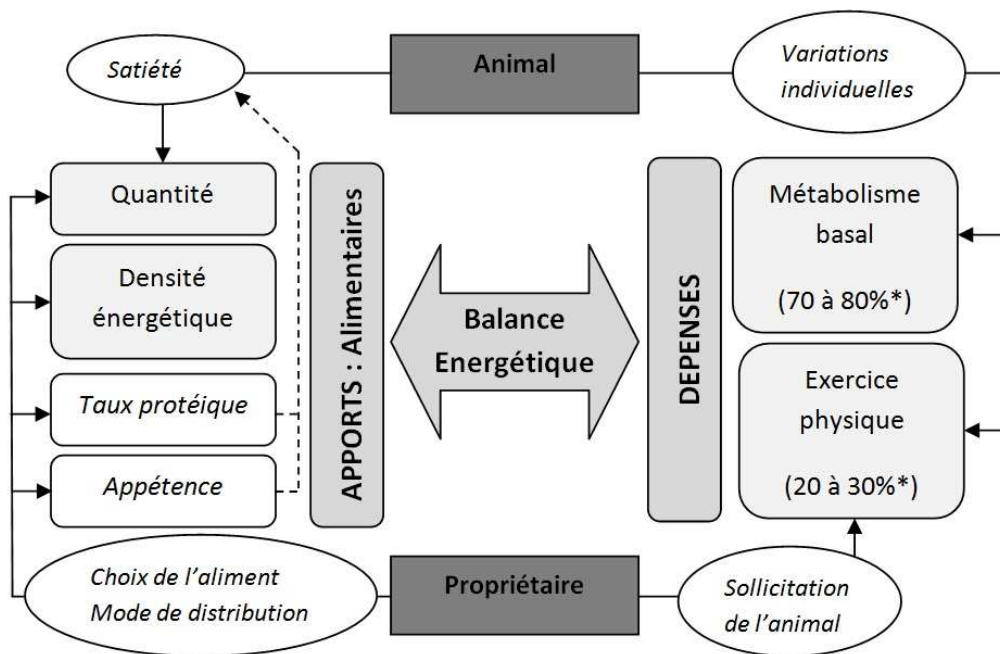 Satiété
Animal
Variations
individuelles
Quantité
Densité
énergétique
Taux protéique
Appétence
APPORTS : Alimentaires
Balance
Energétique
DEPENSES
Métabolisme
basal
(70 à 80%*)
Exercice
physique
(20 à 30%*)
Choix de l’aliment
Mode de distribution
Propriétaire
Sollicitation
de l’animal